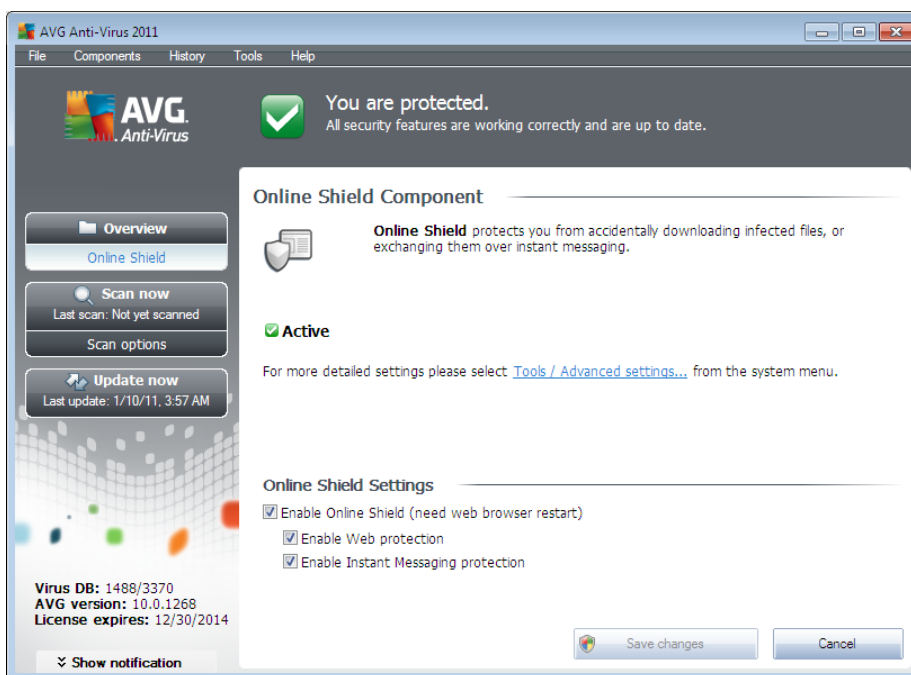 AVG Anti-Virus 2011
File Components History Tools Help
AVG.
Anti-Virus
You are protected.
All security features are working correctly and are up to date.
Overview
Online Shield
Scan now
Last scan: Not yet scanned
Scan options
Update now
Last update: 1/10/11, 3:57 AM
Virus DB: 1488/3370
AVG version: 10.0.1268
License expires: 12/30/2014
Show notification
Online Shield Component
Online Shield protects you from accidentally downloading infected files, or
exchanging them over instant messaging.
Active
For more detailed settings please select Tools / Advanced settings... from the system menu.
Online Shield Settings
Enable Online Shield (need web browser restart)
Enable Web protection
Enable Instant Messaging protection
Save changes
Cancel